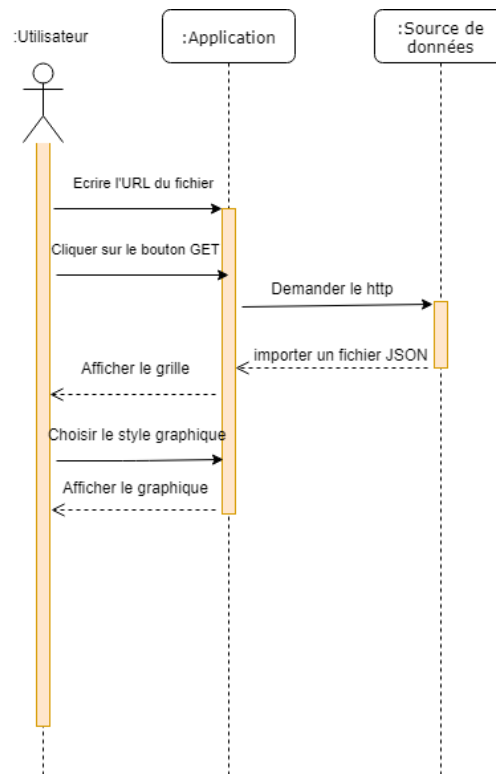 :Utilisateur
:Application
:Source de
données
Ecrire l'URL du fichier
Cliquer sur le bouton GET
Demander le http
importer un fichier JSON
Afficher le grille
Choisir le style graphique
Afficher le graphique